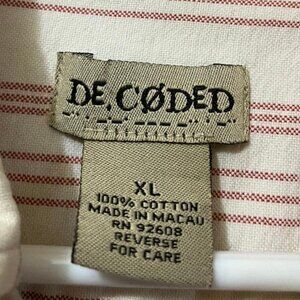 DE.CØDED
XL
100% COTTON
MADE IN MACAU
RN 92608
REVERSE
FOR CARE